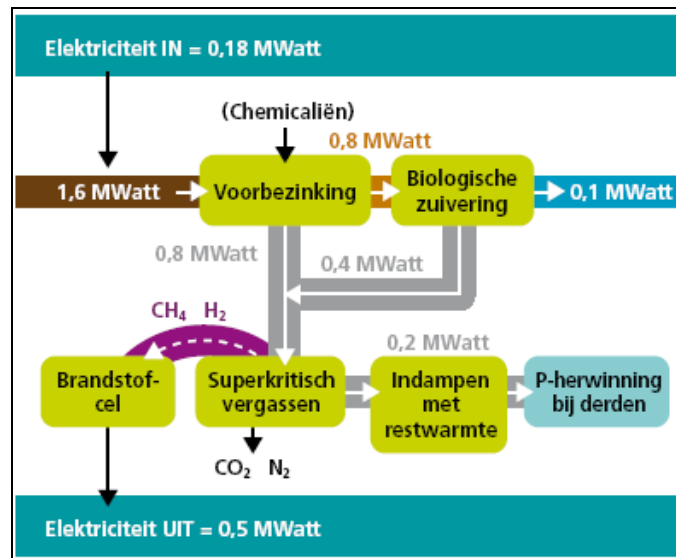 Elektriciteit IN = 0,18 MWatt
(Chemicaliën)
0,8 MWatt
1,6 MWatt
Voorbezinking
Biologische
zuivering
0,1 MWatt
0,8 MWatt
0,4 MWatt
CH₄ H₂
0,2 MWatt
Brandstof-
cel
Superkritisch
vergassen
Indampen
met
restwarmte
P-herwinning
bij derden
CO₂ N₂
Elektriciteit UIT = 0,5 MWatt